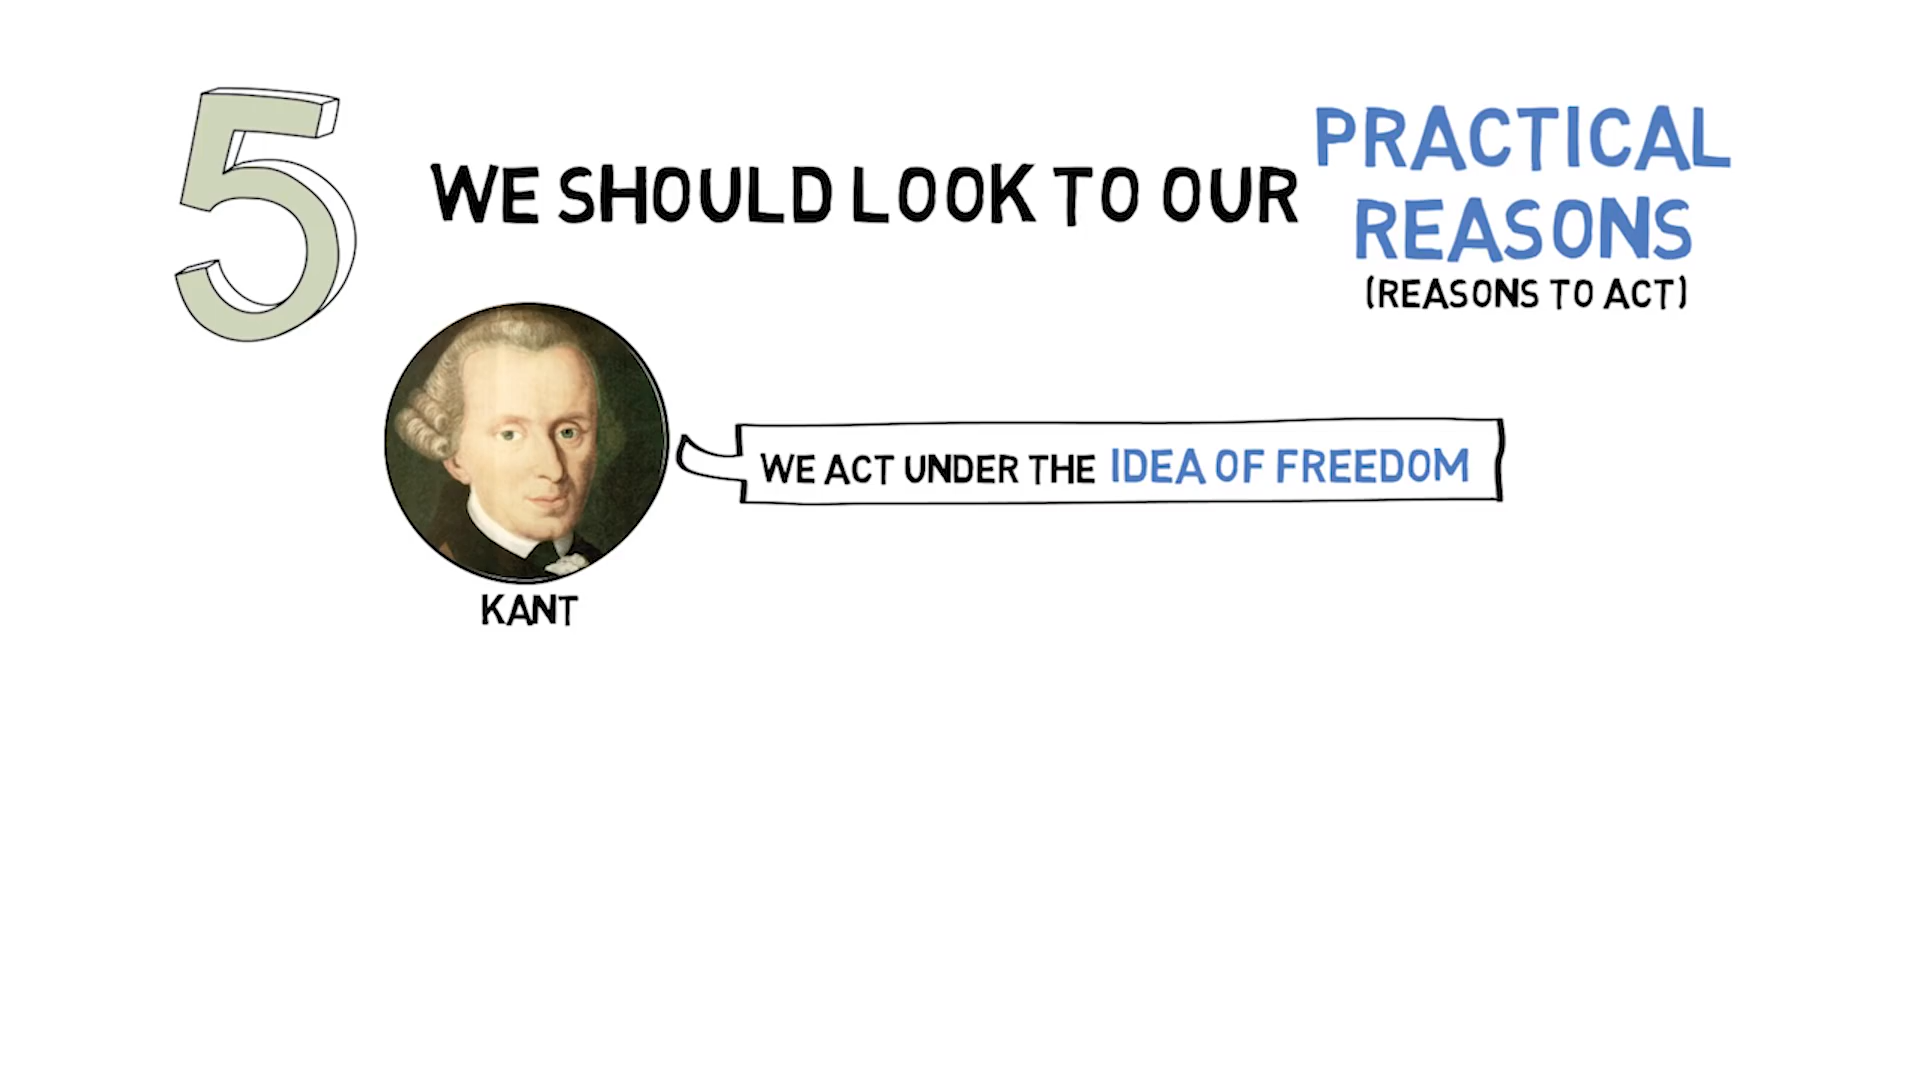 5
WE SHOULD LOOK TO OUR PRACTICAL
REASONS
(REASONS TO ACT)
WE ACT UNDER THE IDEA OF FREEDOM
KANT